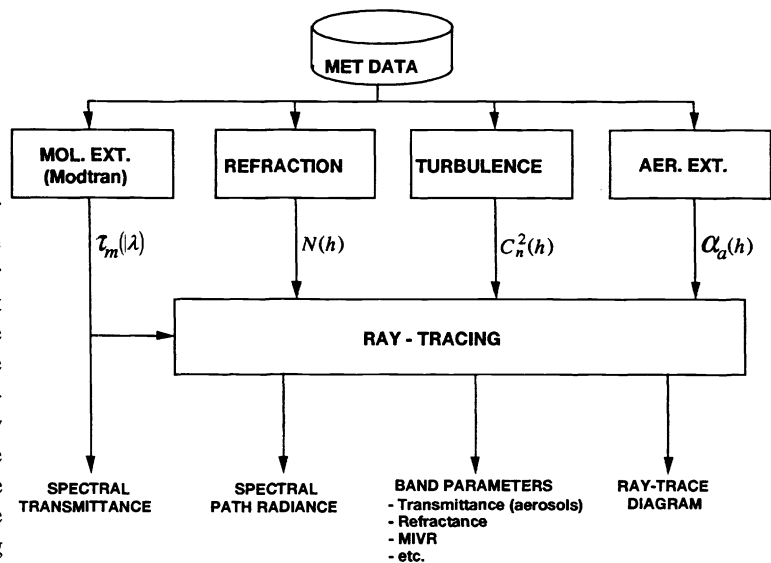 MET DATA
MOL. EXT.
(Modtran)
REFRACTION
TURBULENCE
AER. EXT.
τm(|λ)
N(h)
Cn²(h)
αa(h)
RAY - TRACING
SPECTRAL
TRANSMITTANCE
SPECTRAL
PATH RADIANCE
BAND PARAMETERS
- Transmittance (aerosols)
- Refractance
- MIVR
- etc.
RAY-TRACE
DIAGRAM